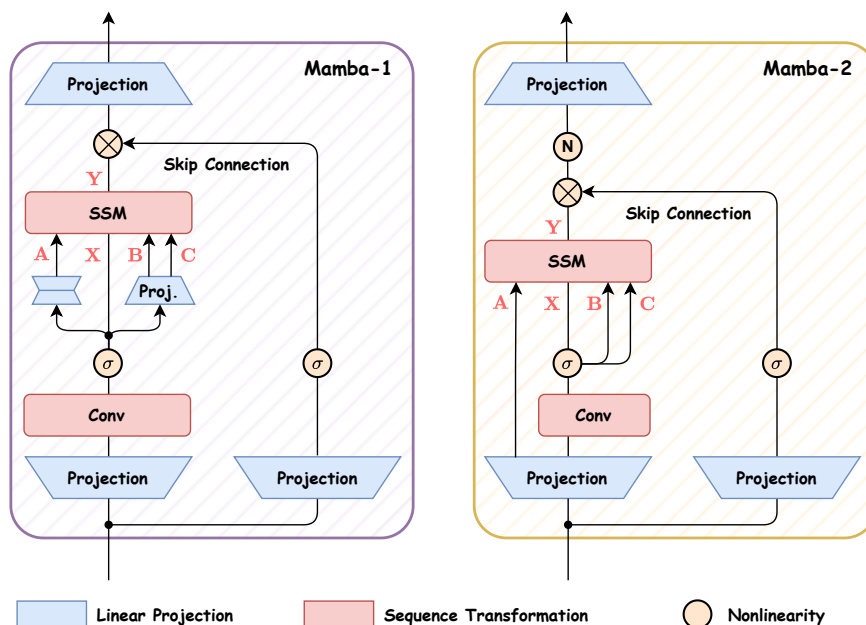 Mamba-1
Projection
Skip Connection
Y
SSM
A X B C
Proj.
σ σ
Conv
Projection Projection
Mamba-2
Projection
N
Skip Connection
Y
SSM
A X B C
σ σ
Conv
Projection Projection
Linear Projection Sequence Transformation Nonlinearity